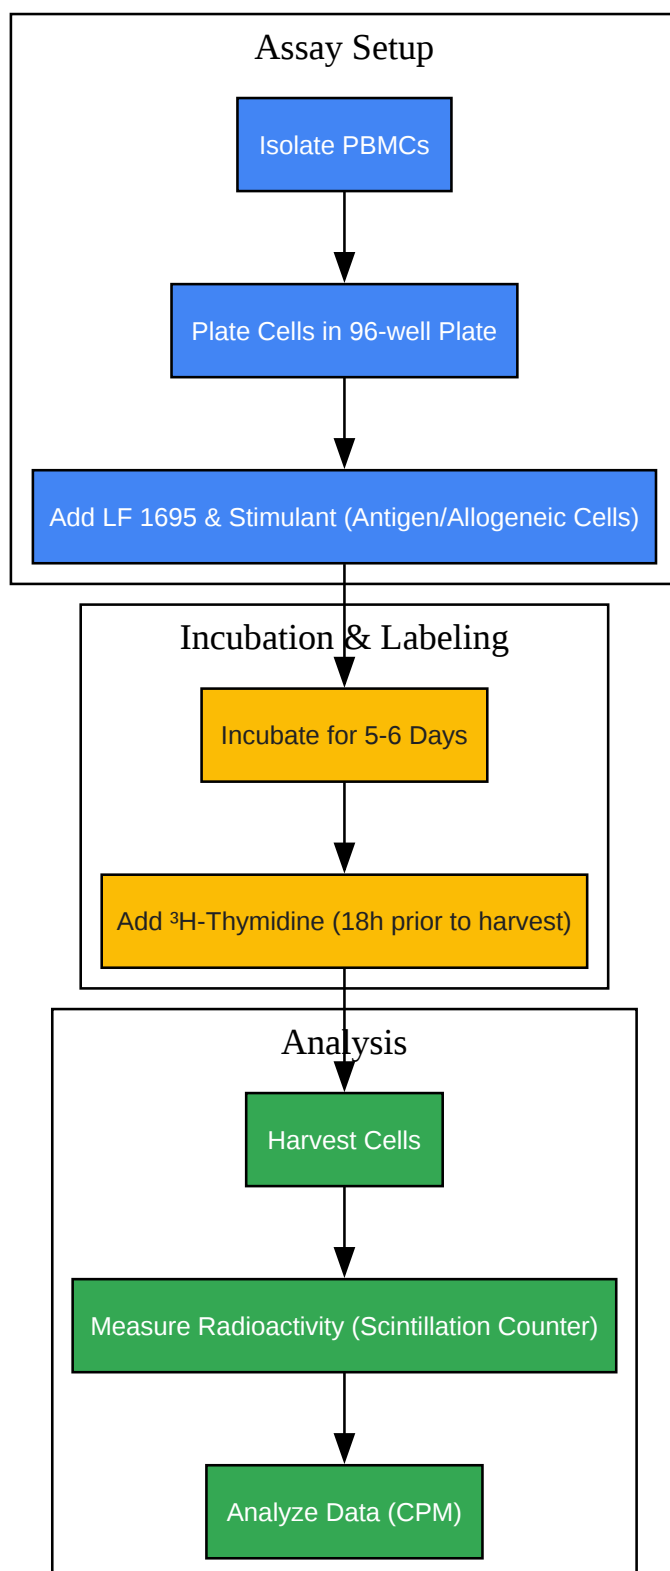 Assay Setup
Isolate PBMCs
Plate Cells in 96-well Plate
Add LF 1695 & Stimulant (Antigen/Allogeneic Cells)
Incubation & Labeling
Incubate for 5-6 Days
Add ³H-Thymidine (18h prior to harvest)
Analysis
Harvest Cells
Measure Radioactivity (Scintillation Counter)
Analyze Data (CPM)